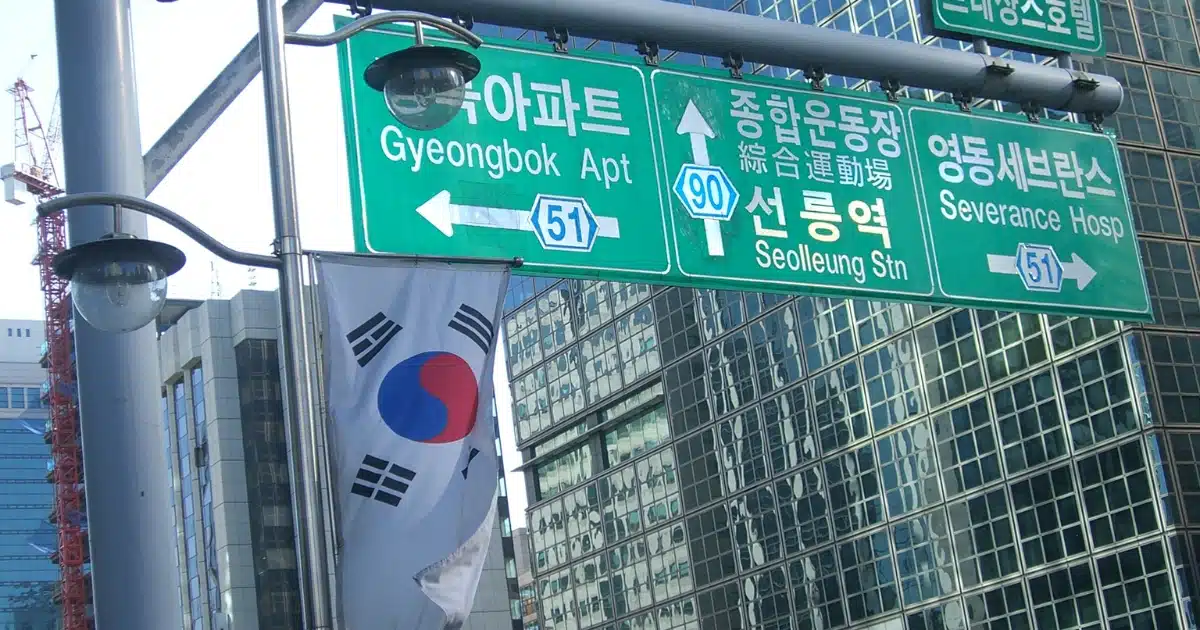 아파트
Gyeongbok Apt
51
90
종합운동장
綜合運動場
선릉역
Seolleung Stn
영동세브란스
Severance Hosp
51